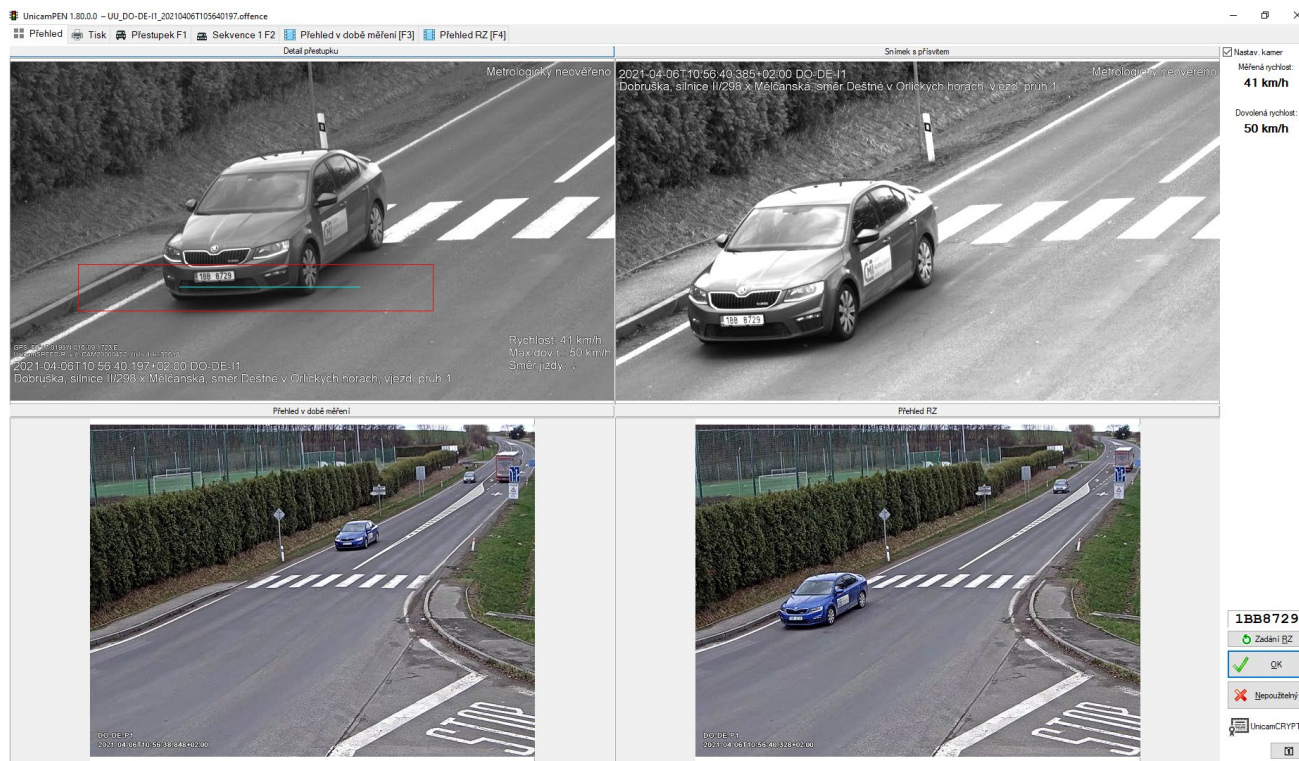 UnicamPEN 1.80.0.0 – UU_DO-DE-I1_20210406T105640197.offence
Přehled Tisk Přestupek F1 Sekvence 1 F2 Přehled v době měření [F3] Přehled RZ [F4]
Detail přestupku
Snímek s přísvitem
Nastav. kamer
Měřená rychlost:
41 km/h
Dovolená rychlost:
50 km/h
Metrologicky neověřeno
1BB 8729
Rychlost: 41 km/h
Max.dov.r.: 50 km/h
Směr jízdy:
2021-04-06T10:56:40.197+02:00 DO-DE-I1
Dobruška, silnice II/298 x Mělčanská, směr Deštné v Orlických horách, vjezd, pruh 1
2021-04-06T10:56:40.385+02:00 DO-DE-I1
Metrologicky neověřeno
Dobruška, silnice II/298 x Mělčanská, směr Deštné v Orlických horách, vjezd, pruh 1
1BB 8729
Přehled v době měření
Přehled RZ
STOP
DO-DE-P1
2021-04-06T10:56:38.848+02:00
STOP
DO-DE-P1
2021-04-06T10:56:40.328+02:00
1BB8729
Zadání RZ
OK
Nepoužitelný
UnicamCRYPT